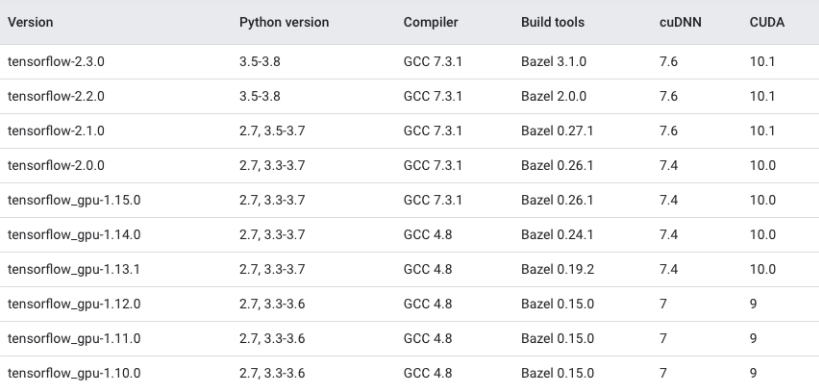 Version Python version Compiler Build tools cuDNN CUDA
tensorflow-2.3.0 3.5-3.8 GCC 7.3.1 Bazel 3.1.0 7.6 10.1
tensorflow-2.2.0 3.5-3.8 GCC 7.3.1 Bazel 2.0.0 7.6 10.1
tensorflow-2.1.0 2.7, 3.5-3.7 GCC 7.3.1 Bazel 0.27.1 7.6 10.1
tensorflow-2.0.0 2.7, 3.3-3.7 GCC 7.3.1 Bazel 0.26.1 7.4 10.0
tensorflow_gpu-1.15.0 2.7, 3.3-3.7 GCC 7.3.1 Bazel 0.26.1 7.4 10.0
tensorflow_gpu-1.14.0 2.7, 3.3-3.7 GCC 4.8 Bazel 0.24.1 7.4 10.0
tensorflow_gpu-1.13.1 2.7, 3.3-3.7 GCC 4.8 Bazel 0.19.2 7.4 10.0
tensorflow_gpu-1.12.0 2.7, 3.3-3.6 GCC 4.8 Bazel 0.15.0 7 9
tensorflow_gpu-1.11.0 2.7, 3.3-3.6 GCC 4.8 Bazel 0.15.0 7 9
tensorflow_gpu-1.10.0 2.7, 3.3-3.6 GCC 4.8 Bazel 0.15.0 7 9